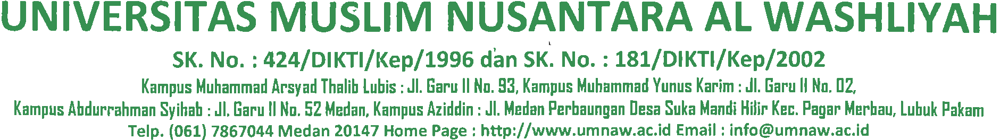 UNIVERSITAS MUSLIM NUSANTARA AL WASHLIYAH
SK. No. : 424/DIKTI/Kep/1996 dan SK. No. : 181/DIKTI/Kep/2002
Kampus Muhammad Arsyad Thalib Lubis : Jl. Garu II No. 93, Kampus Muhammad Yunus Karim : Jl. Garu II No. 02,
Kampus Abdurrahman Syihab : Jl. Garu II No. 52 Medan, Kampus Aziddin : Jl. Medan Perbaungan Desa Suka Mandi Hilir Kec. Pagar Merbau, Lubuk Pakam
Telp. (061) 7867044 Medan 20147 Home Page : http://www.umnaw.ac.id Email : info@umnaw.ac.id